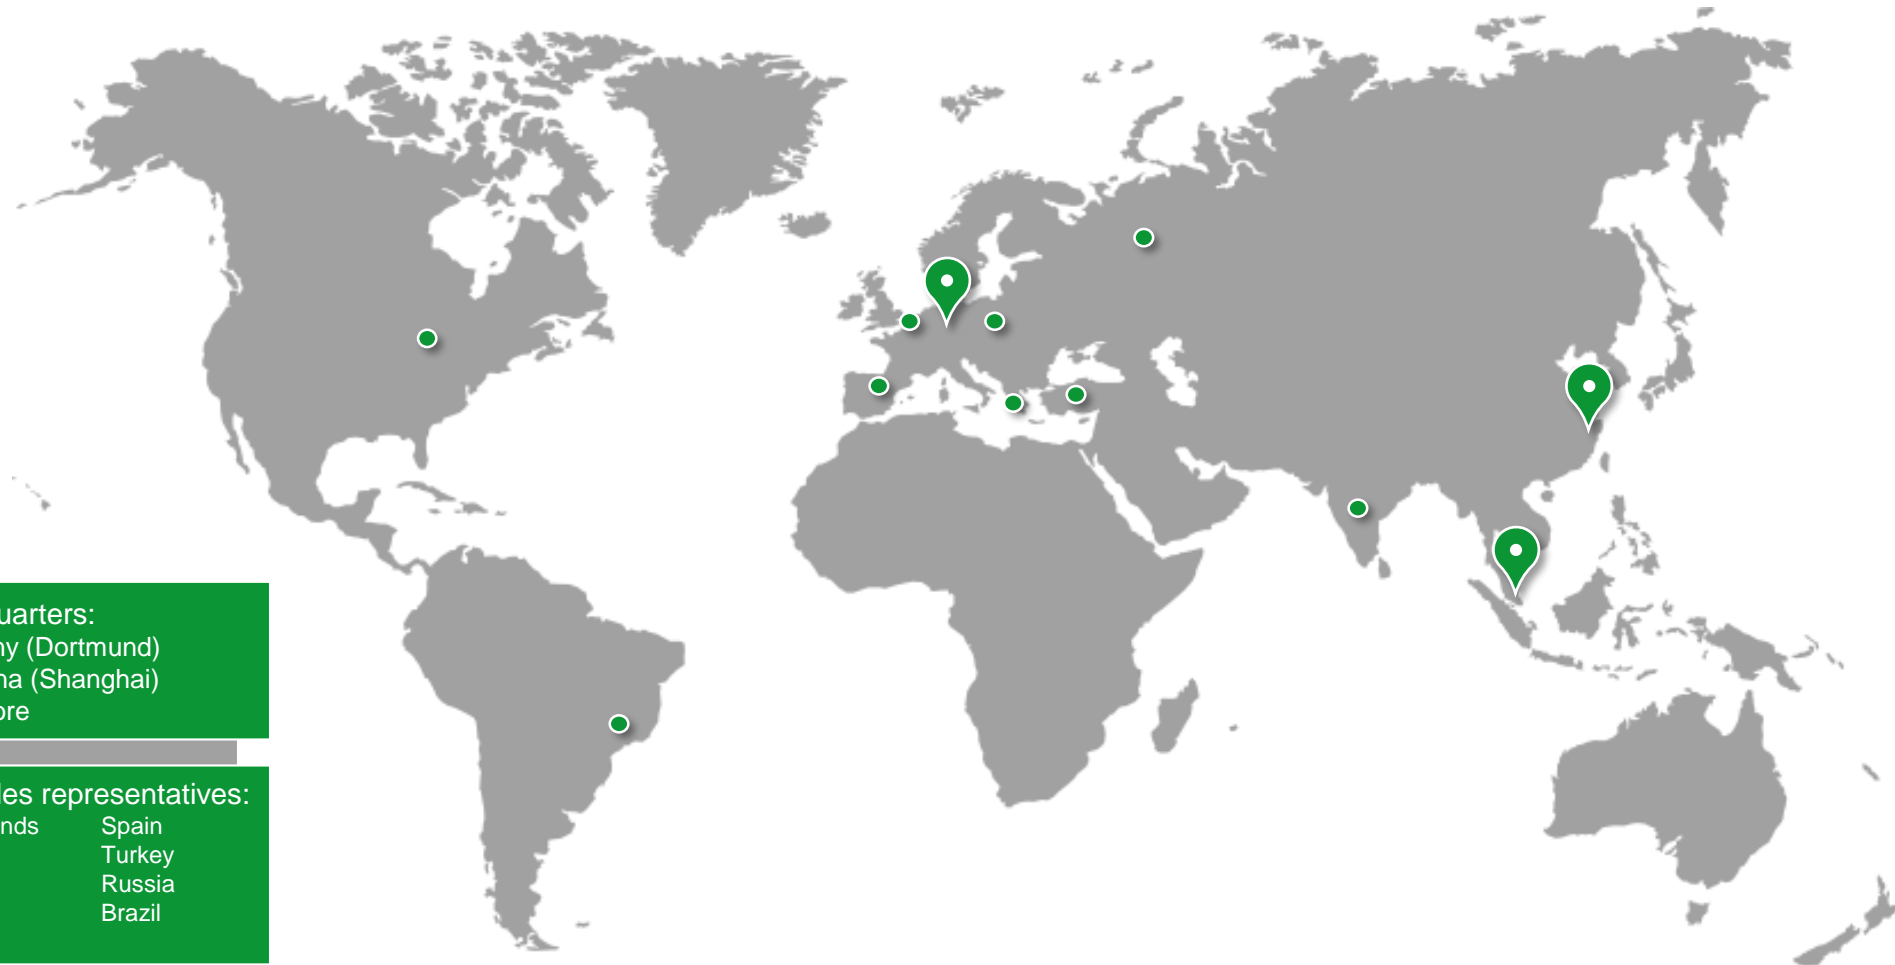 uarters:
ny (Dortmund)
na (Shanghai)
ore
les representatives:
nds Spain
Turkey
Russia
Brazil